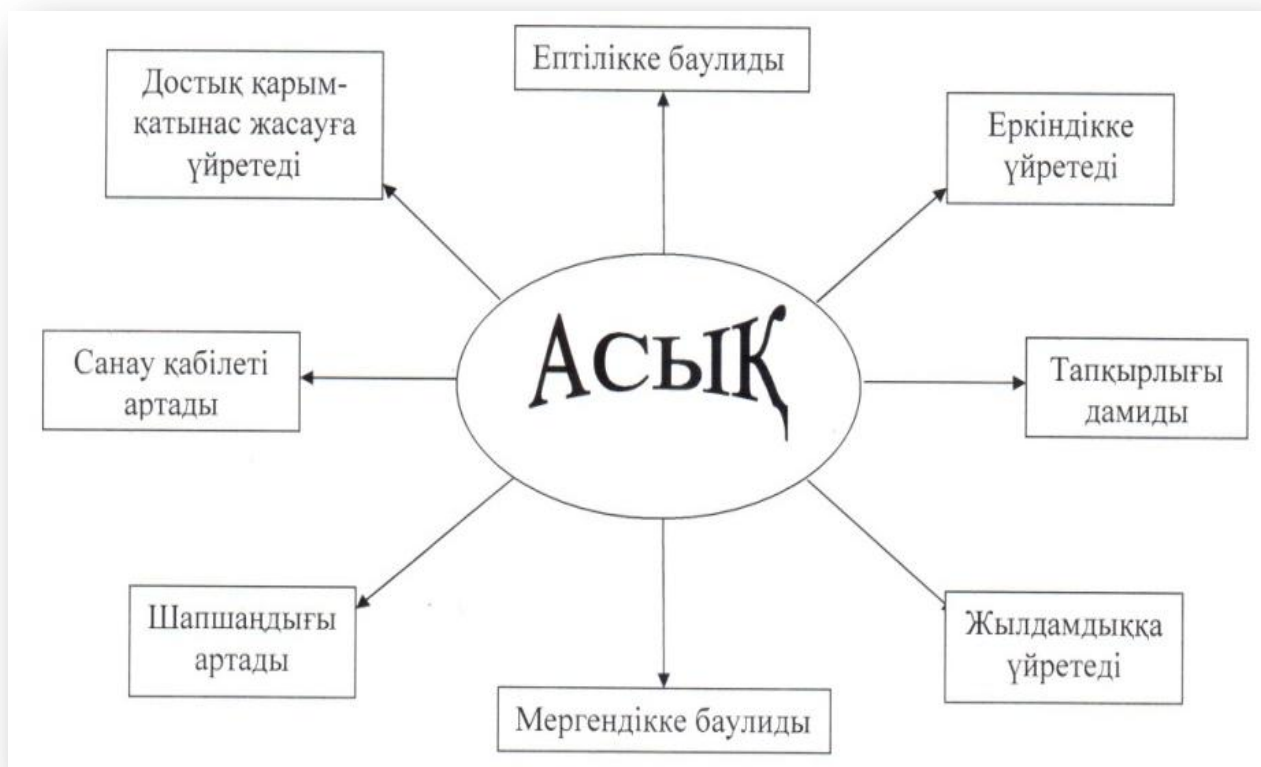 Ептілікке баулиды
Достық қарым-
қатынас жасауға
үйретеді
Еркіндікке
үйретеді
АСЫҚ
Санау қабілеті
артады
Тапқырлығы
дамиды
Шапшаңдығы
артады
Жылдамдыққа
үйретеді
Мергендікке баулиды